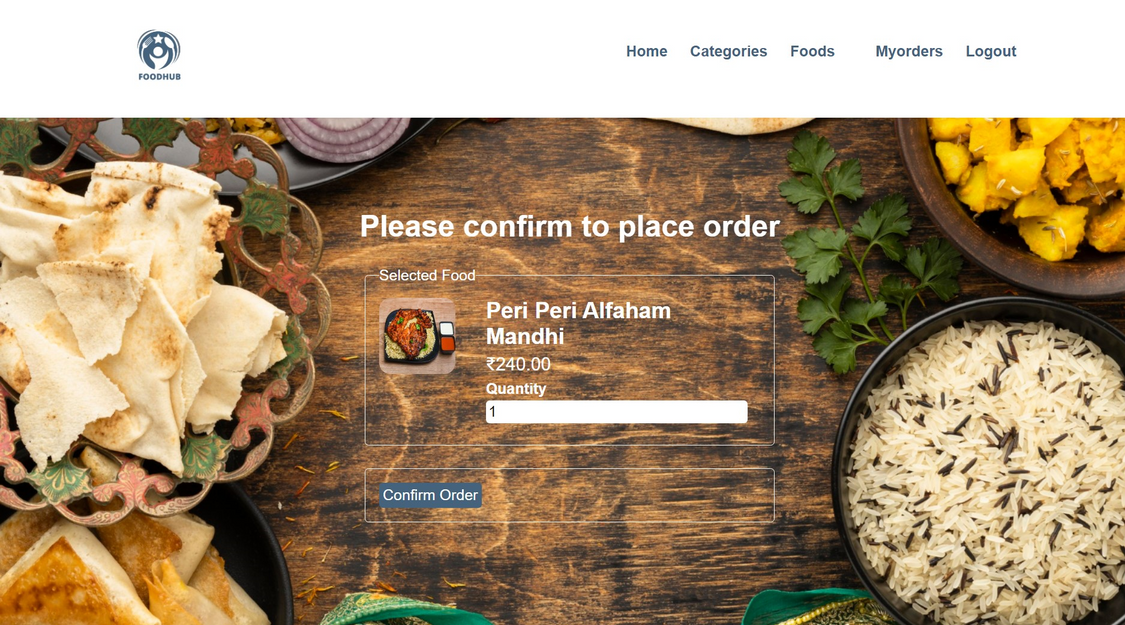 FOODHUB
Home Categories Foods Myorders Logout
Please confirm to place order
Selected Food
Peri Peri Alfaham
Mandhi
₹240.00
Quantity
1
Confirm Order